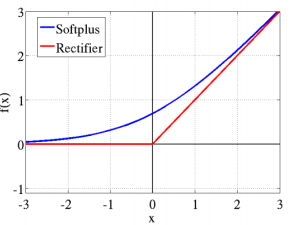 3
Softplus
Rectifier
2
1
f(x)
0
-1
-3 -2 -1 0 1 2 3
x